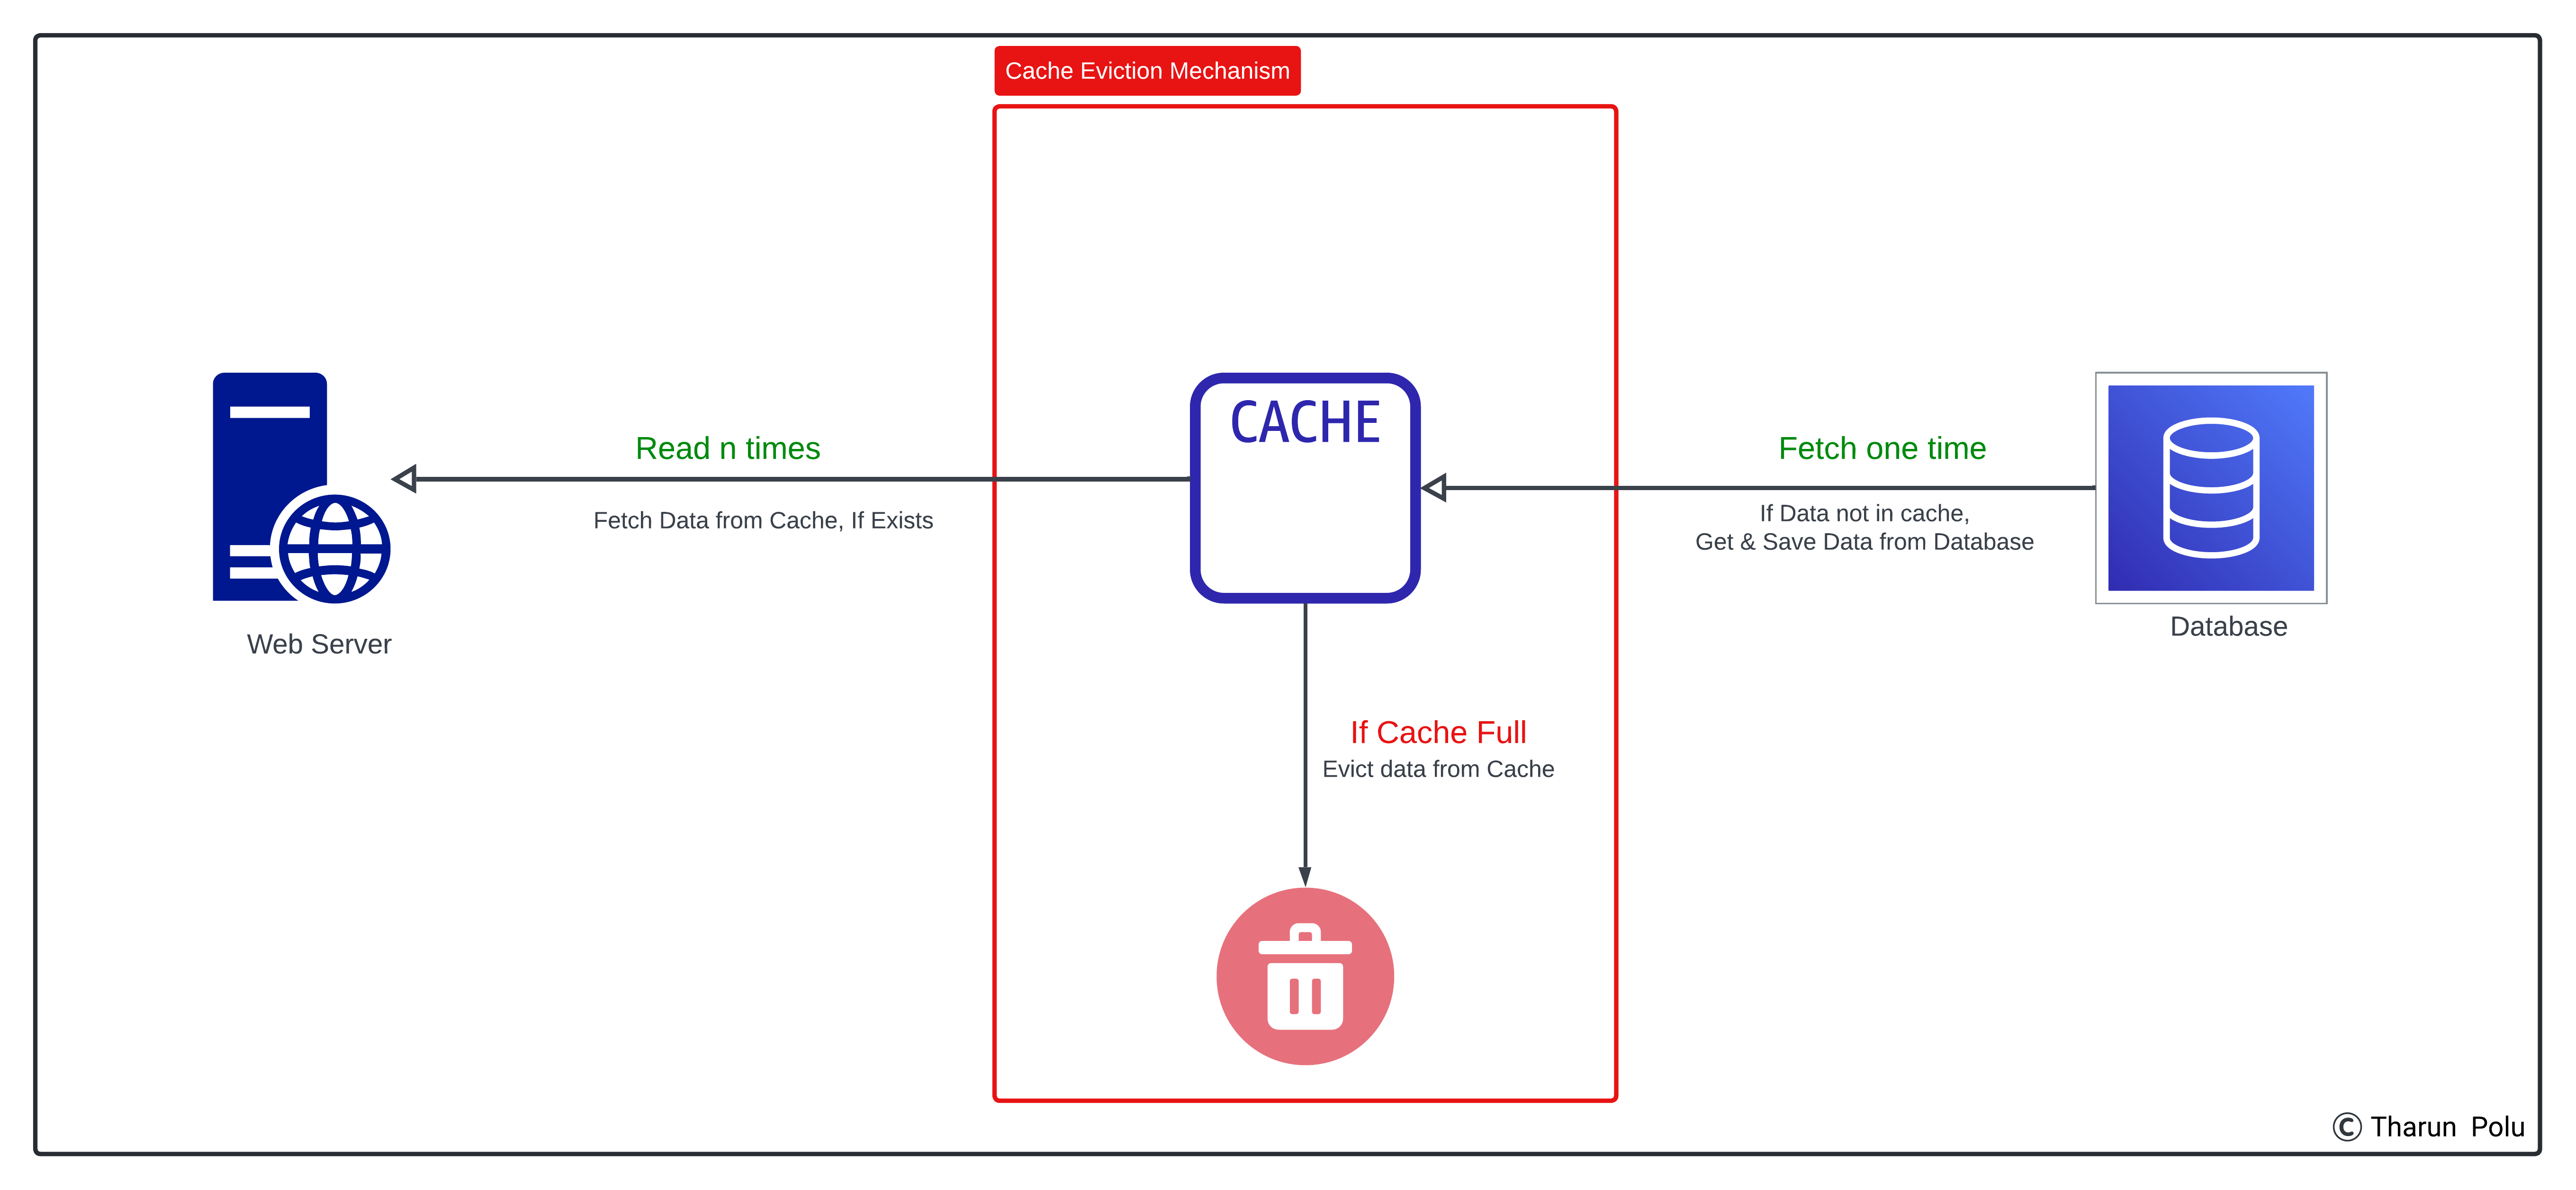 Cache Eviction Mechanism
CACHE
Read n times
Fetch Data from Cache, If Exists
Fetch one time
If Data not in cache,
Get & Save Data from Database
Web Server
Database
If Cache Full
Evict data from Cache
© Tharun Polu